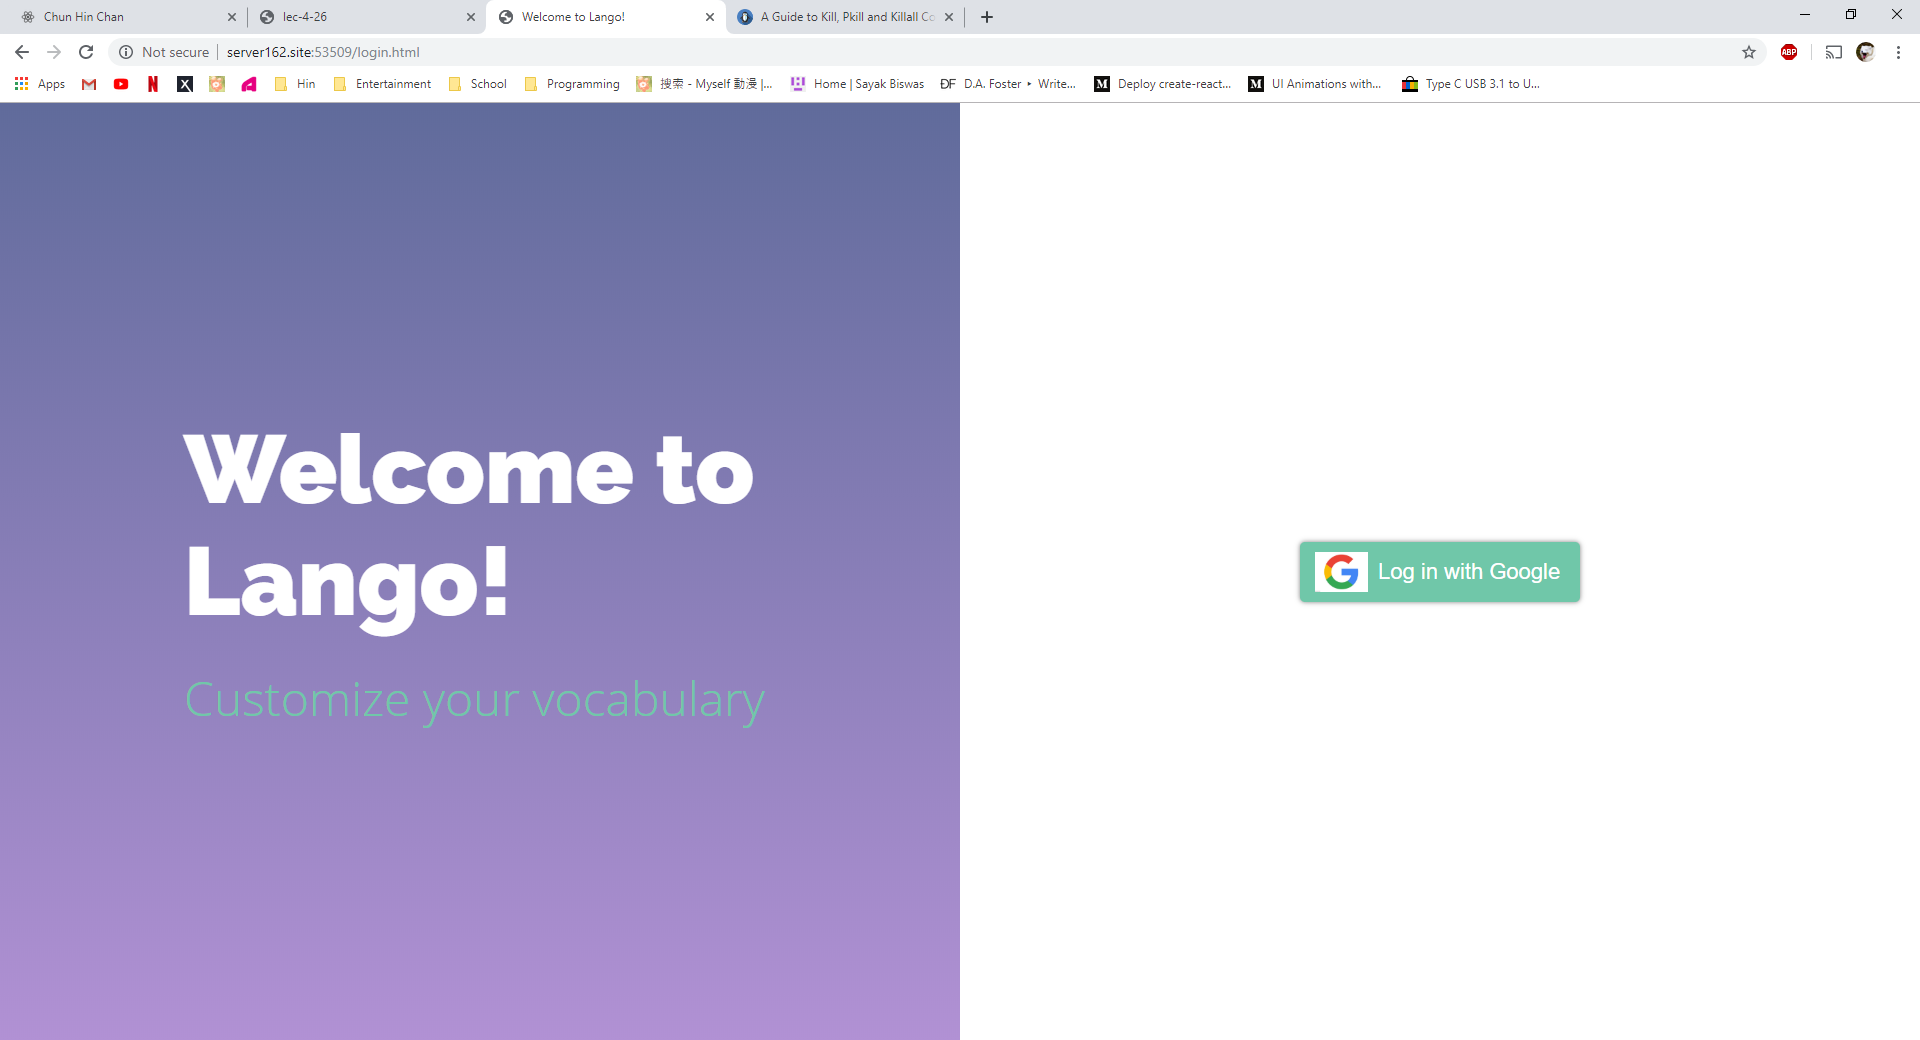 Chun Hin Chan
lec-4-26
Welcome to Lango!
A Guide to Kill, Pkill and Killall Co
Not secure
server162.site:53509/login.html
ABP
Apps
Hin
Entertainment
School
Programming
搜索 - Myself 動漫 |...
Home | Sayak Biswas
D.A. Foster ‣ Write...
Deploy create-react...
UI Animations with...
Type C USB 3.1 to U...
Welcome to
Lango!
Customize your vocabulary
Log in with Google